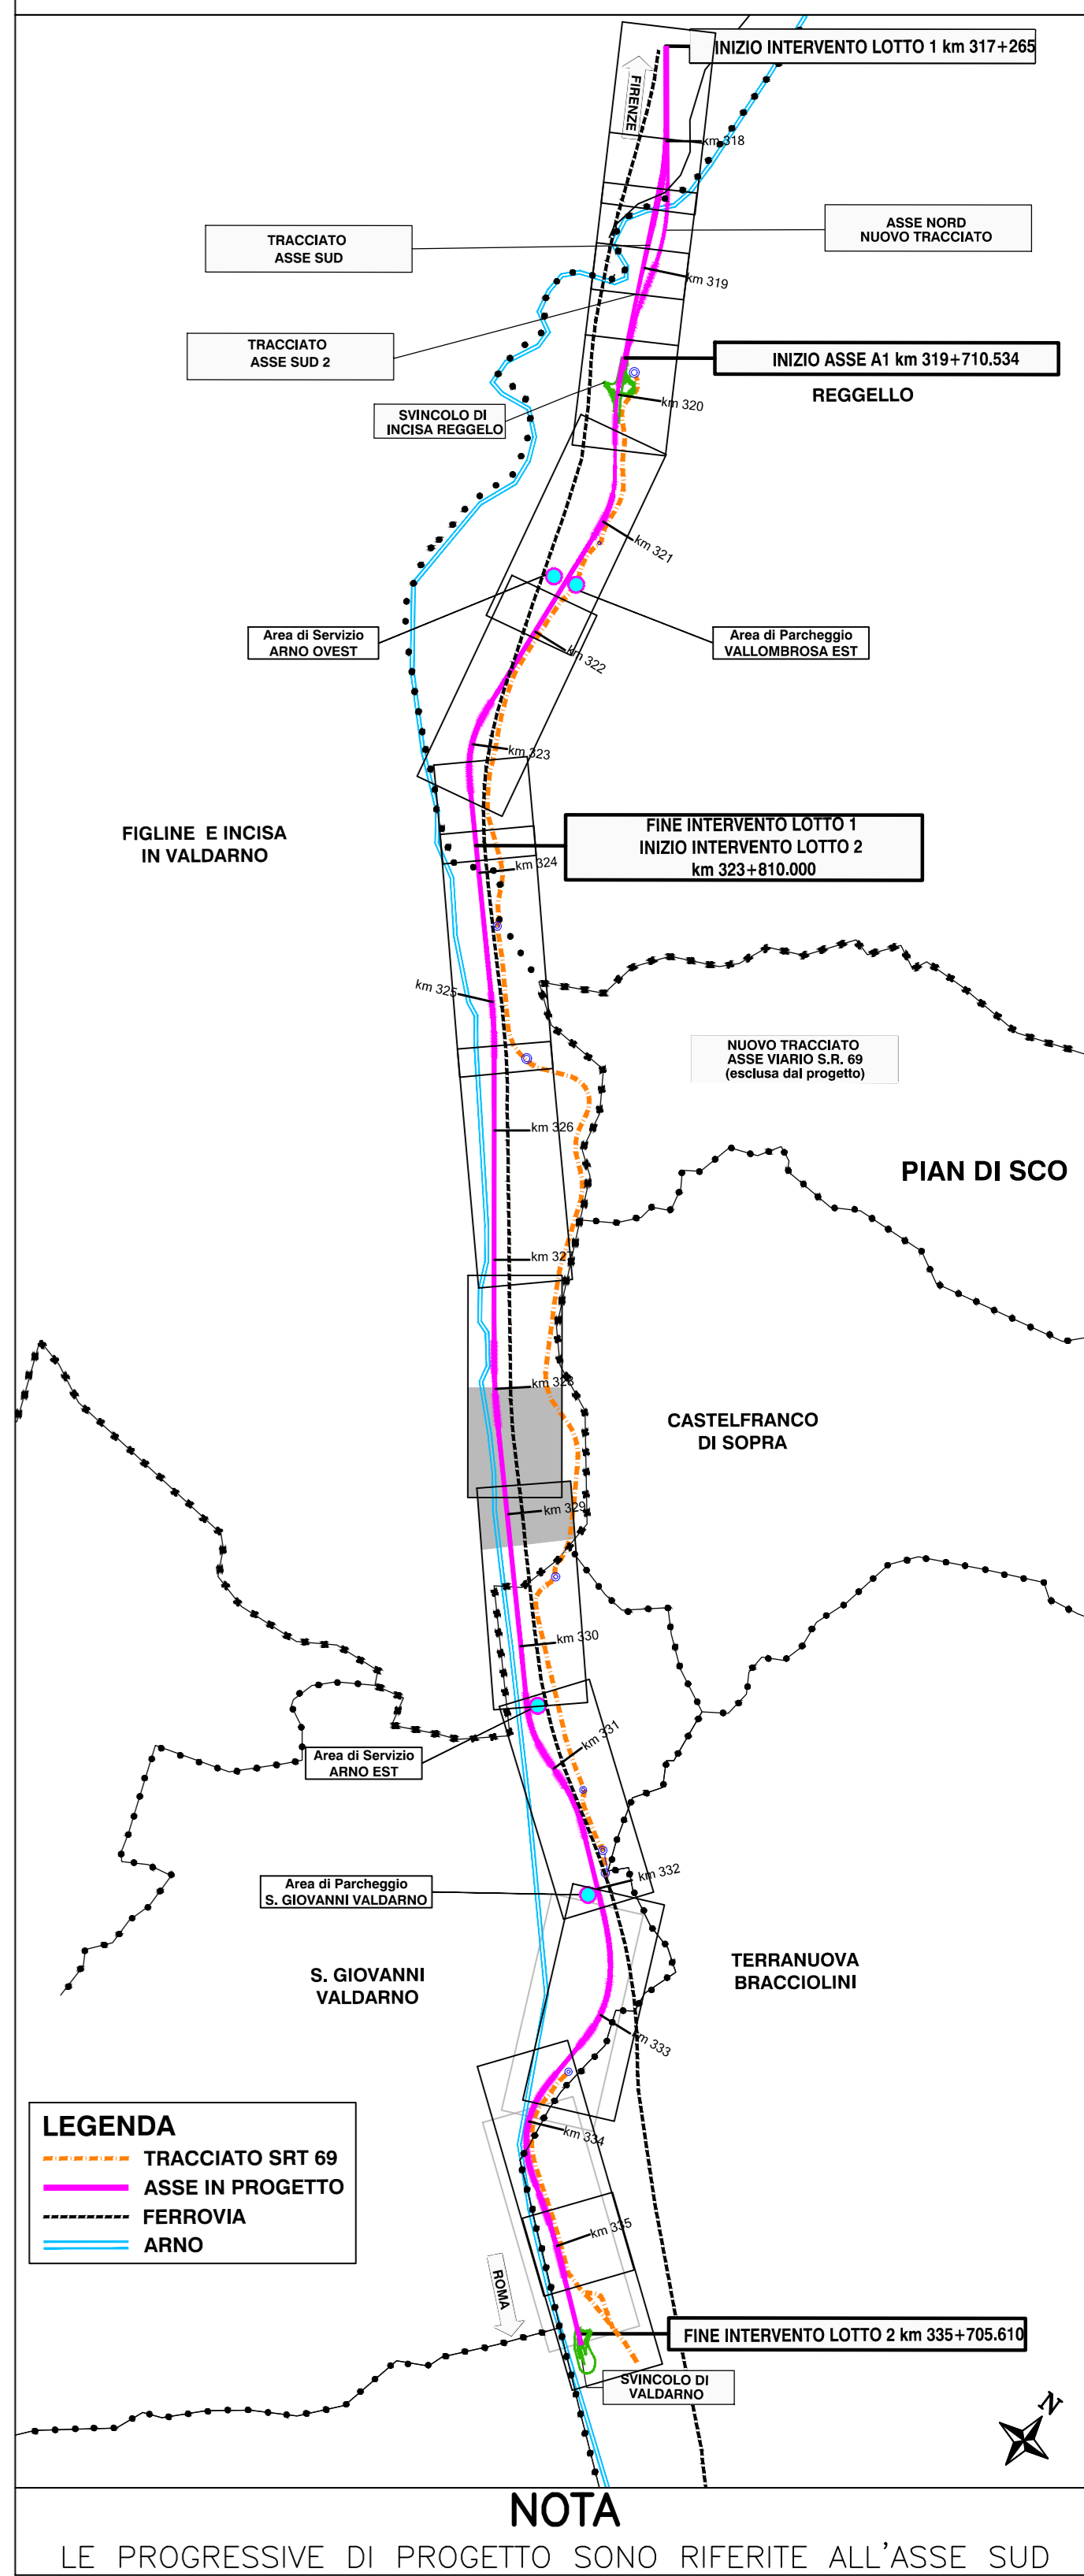 INIZIO INTERVENTO LOTTO 1 km 317+265
FIRENZE
km 318
TRACCIATO
ASSE SUD
ASSE NORD
NUOVO TRACCIATO
km 319
TRACCIATO
ASSE SUD 2
INIZIO ASSE A1 km 319+710.534
REGGELLO
km 320
SVINCOLO DI
INCISA REGGELO
km 321
Area di Servizio
ARNO OVEST
Area di Parcheggio
VALLOMBROSA EST
km 322
km 323
FIGLINE E INCISA
IN VALDARNO
FINE INTERVENTO LOTTO 1
INIZIO INTERVENTO LOTTO 2
km 323+810.000
km 324
km 325
NUOVO TRACCIATO
ASSE VIARIO S.R. 69
(esclusa dal progetto)
km 326
PIAN DI SCO
km 327
km 328
CASTELFRANCO
DI SOPRA
km 329
km 330
km 331
Area di Servizio
ARNO EST
km 332
Area di Parcheggio
S. GIOVANNI VALDARNO
S. GIOVANNI
VALDARNO
TERRANUOVA
BRACCIOLINI
km 333
LEGENDA
TRACCIATO SRT 69
ASSE IN PROGETTO
FERROVIA
ARNO
km 334
km 335
ROMA
FINE INTERVENTO LOTTO 2 km 335+705.610
SVINCOLO DI
VALDARNO
N
NOTA
LE PROGRESSIVE DI PROGETTO SONO RIFERITE ALL'ASSE SUD